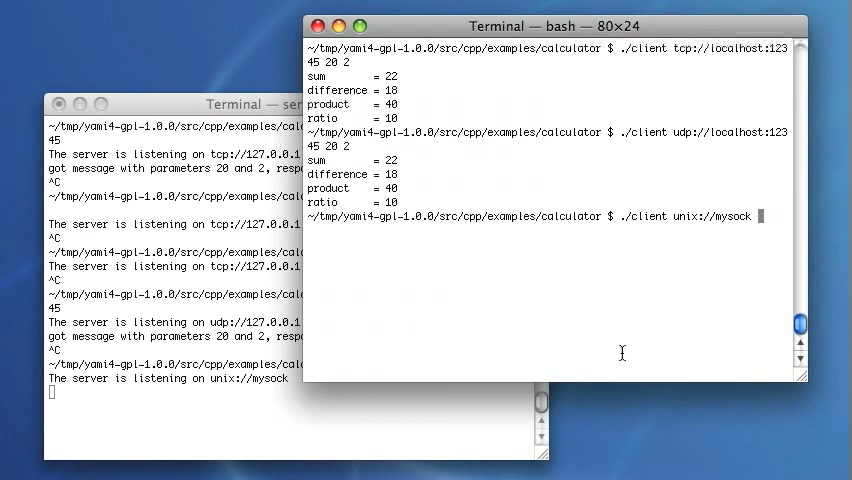 Terminal — bash — 80×24
~/tmp/yami4-gpl-1.0.0/src/cpp/examples/calculator $ ./client tcp://localhost:123
45 20 2
sum = 22
difference = 18
product = 40
ratio = 10
~/tmp/yami4-gpl-1.0.0/src/cpp/examples/calculator $ ./client udp://localhost:123
45 20 2
sum = 22
difference = 18
product = 40
ratio = 10
~/tmp/yami4-gpl-1.0.0/src/cpp/examples/calculator $ ./client unix://mysock
Terminal — ser
~/tmp/yami4-gpl-1.0.0/src/cpp/examples/calc
45
The server is listening on tcp://127.0.0.1
got message with parameters 20 and 2, respo
^C
~/tmp/yami4-gpl-1.0.0/src/cpp/examples/calc
The server is listening on tcp://127.0.0.1
^C
~/tmp/yami4-gpl-1.0.0/src/cpp/examples/calc
The server is listening on tcp://127.0.0.1
^C
~/tmp/yami4-gpl-1.0.0/src/cpp/examples/calc
45
The server is listening on udp://127.0.0.1
got message with parameters 20 and 2, respo
^C
~/tmp/yami4-gpl-1.0.0/src/cpp/examples/calc
The server is listening on unix://mysock